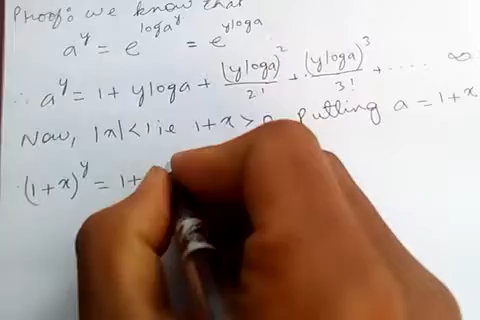 Proof: we know that
a^y = e^{log a^y} = e^{y log a}
∴ a^y = 1 + y log a + (y log a)^2/2! + (y log a)^3/3! + .... ∞
Now, |x| < 1 ie 1+x > 0 Putting a = 1+x
(1+x)^y = 1+